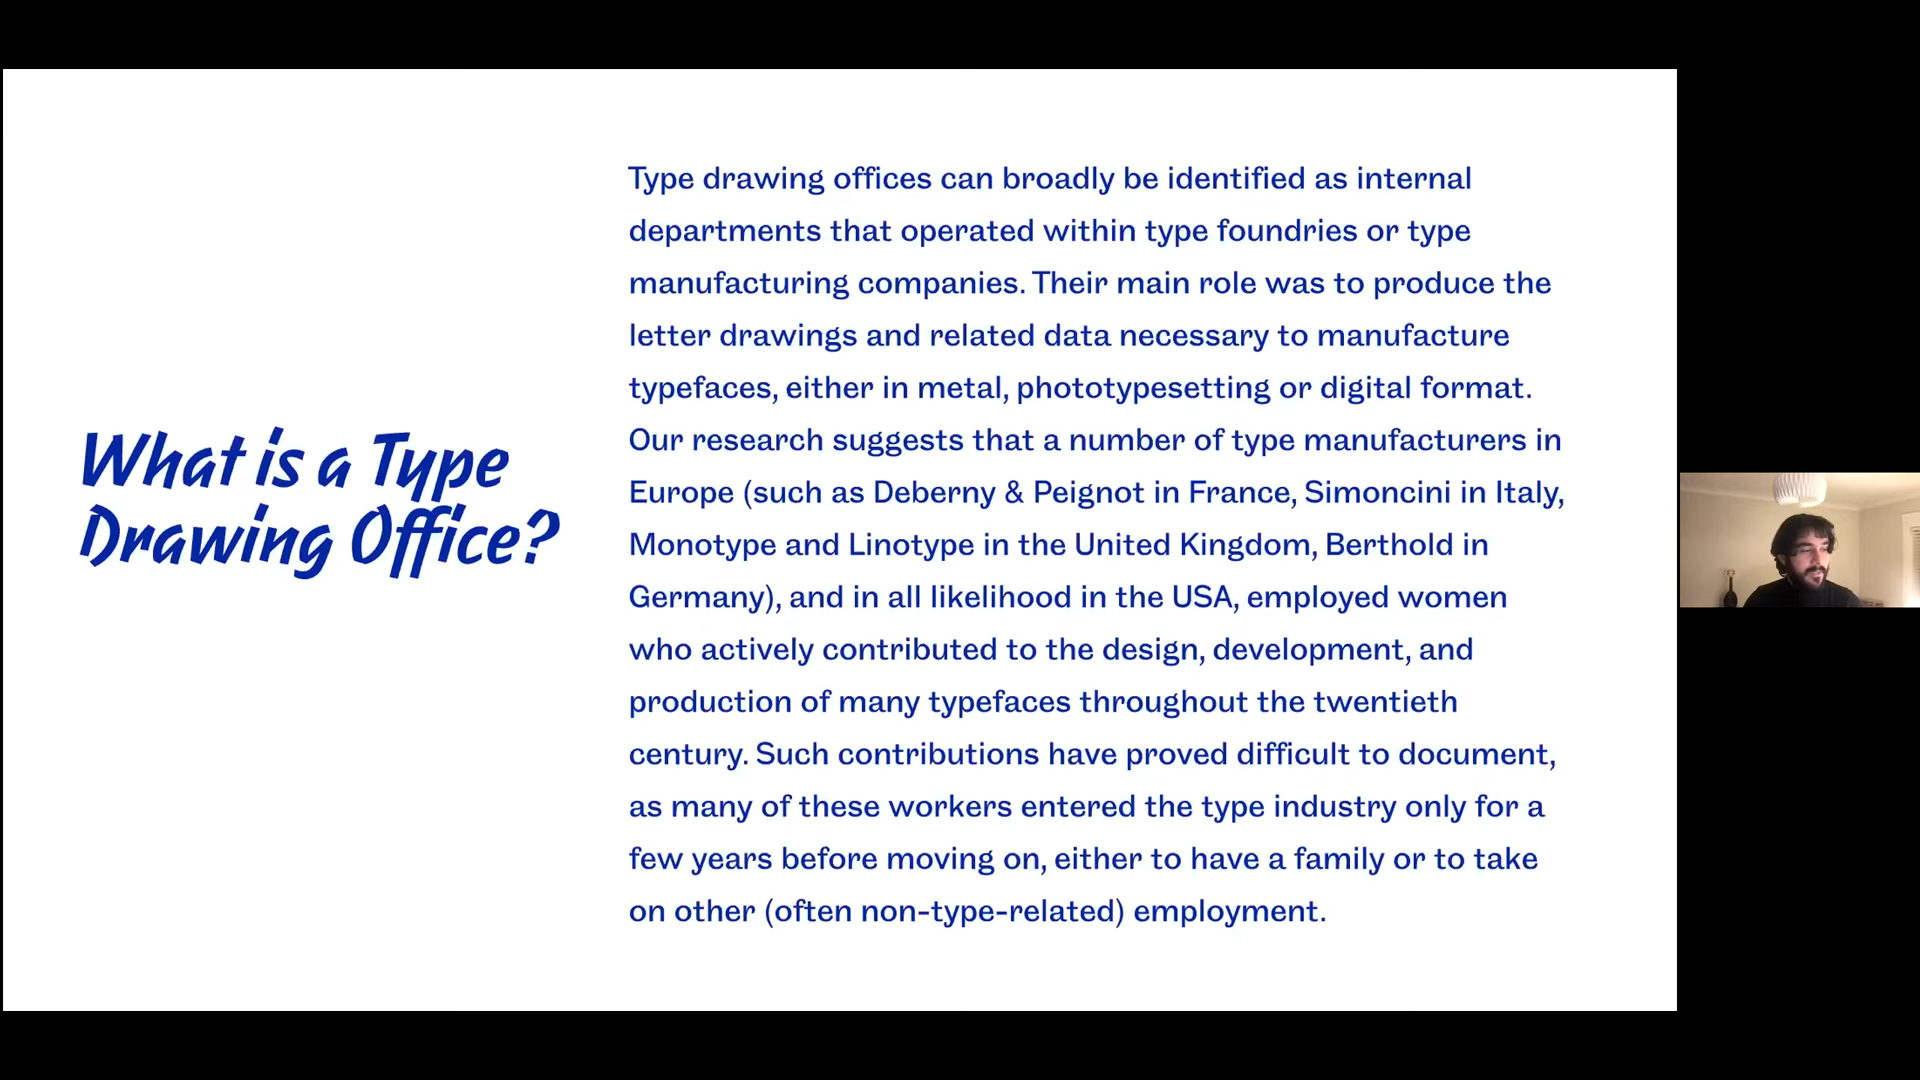 What is a Type
Drawing Office?
Type drawing offices can broadly be identified as internal
departments that operated within type foundries or type
manufacturing companies. Their main role was to produce the
letter drawings and related data necessary to manufacture
typefaces, either in metal, phototypesetting or digital format.
Our research suggests that a number of type manufacturers in
Europe (such as Deberny & Peignot in France, Simoncini in Italy,
Monotype and Linotype in the United Kingdom, Berthold in
Germany), and in all likelihood in the USA, employed women
who actively contributed to the design, development, and
production of many typefaces throughout the twentieth
century. Such contributions have proved difficult to document,
as many of these workers entered the type industry only for a
few years before moving on, either to have a family or to take
on other (often non-type-related) employment.